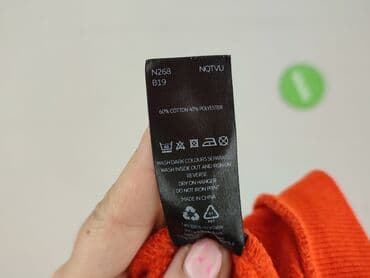 N268 NQTVU
B19
60% COTTON 40% POLYESTER
WASH DARK COLOURS SEPARATE
WASH INSIDE OUT AND IRON ON
REVERSE
DRY ON HANGER
DO NOT IRON PRINT
MADE IN CHINA